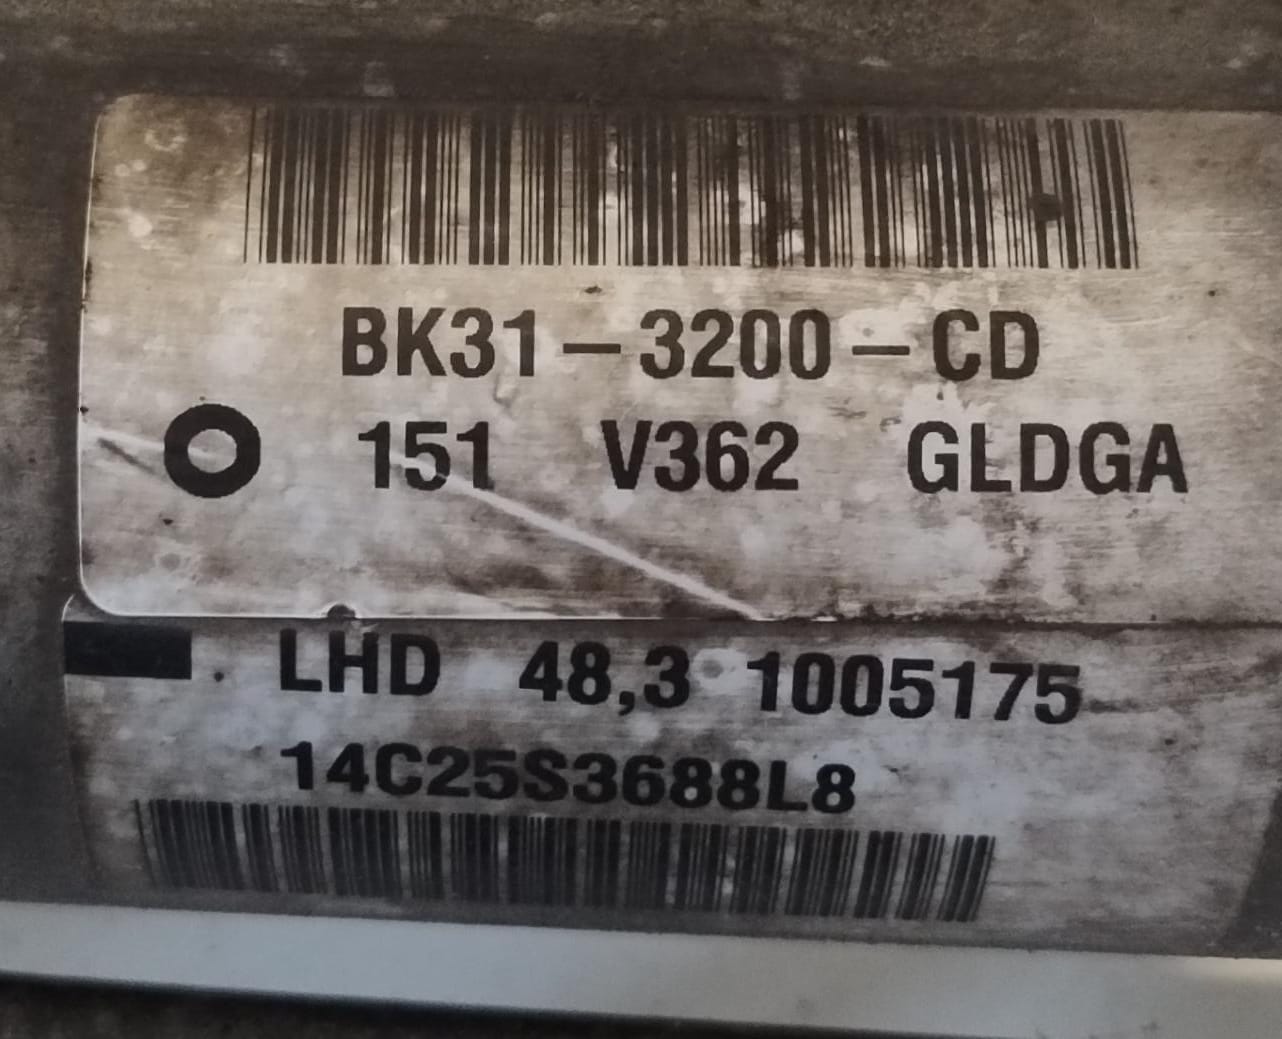 BK31-3200-CD
151 V362 GLDGA
LHD 48,3 1005175
14C25S3688L8